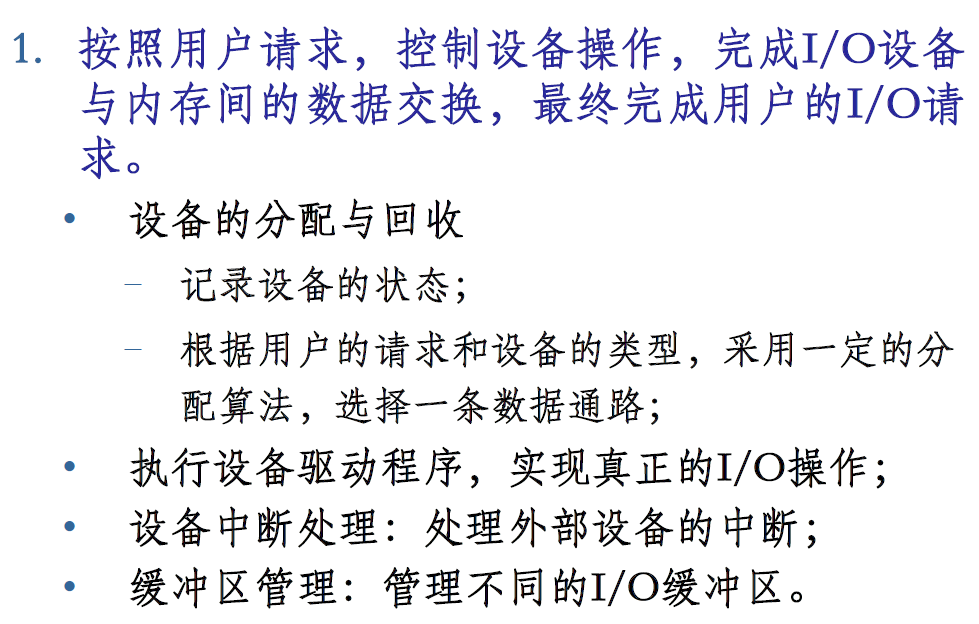 1. 按照用户请求，控制设备操作，完成I/O设备
与内存间的数据交换，最终完成用户的I/O请
求。
• 设备的分配与回收
– 记录设备的状态；
– 根据用户的请求和设备的类型，采用一定的分
配算法，选择一条数据通路；
• 执行设备驱动程序，实现真正的I/O操作；
• 设备中断处理：处理外部设备的中断；
• 缓冲区管理：管理不同的I/O缓冲区。